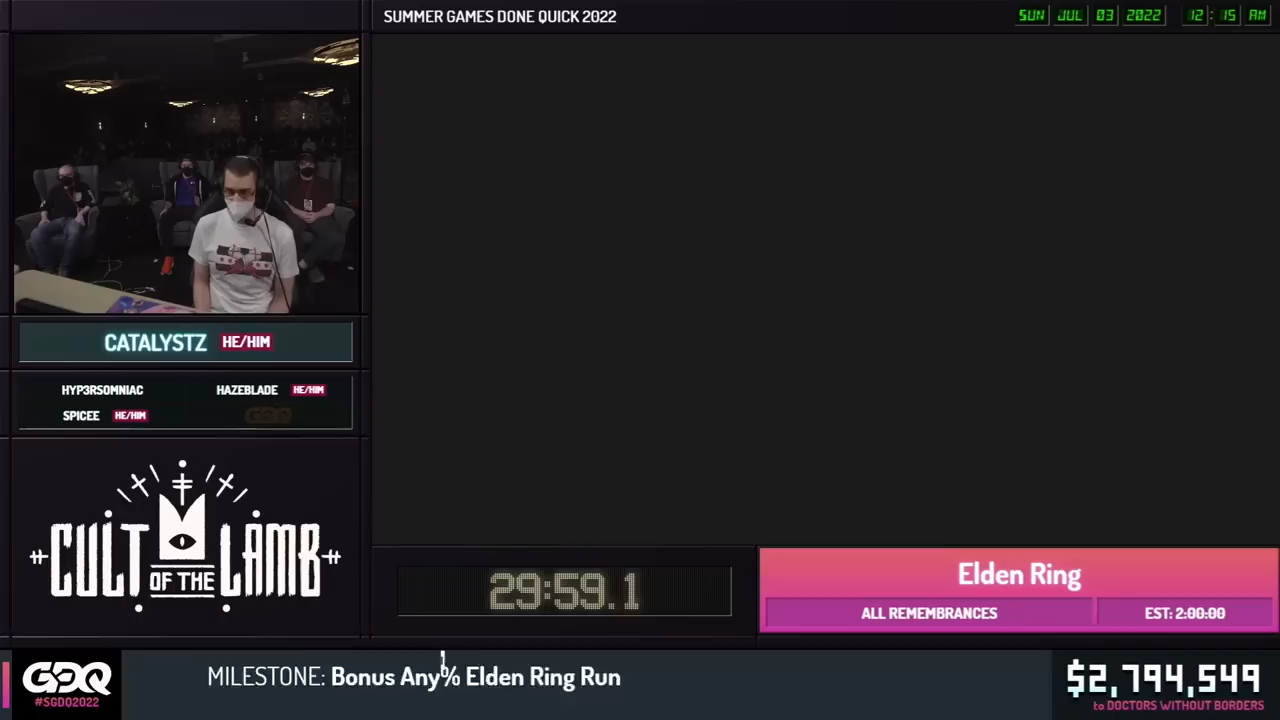 SUMMER GAMES DONE QUICK 2022
SUN JUL 03 2022 12:15 AM
CATALYSTZ HE/HIM
HYP3RSOMNIAC HAZEBLADE HE/HIM
SPICEE HE/HIM GDQ
CULT OF THE LAMB
29:59.1
Elden Ring
ALL REMEMBRANCES EST: 2:00:00
GDQ
#SGDQ2022
MILESTONE: Bonus Any% Elden Ring Run
$2,794,549
to DOCTORS WITHOUT BORDERS